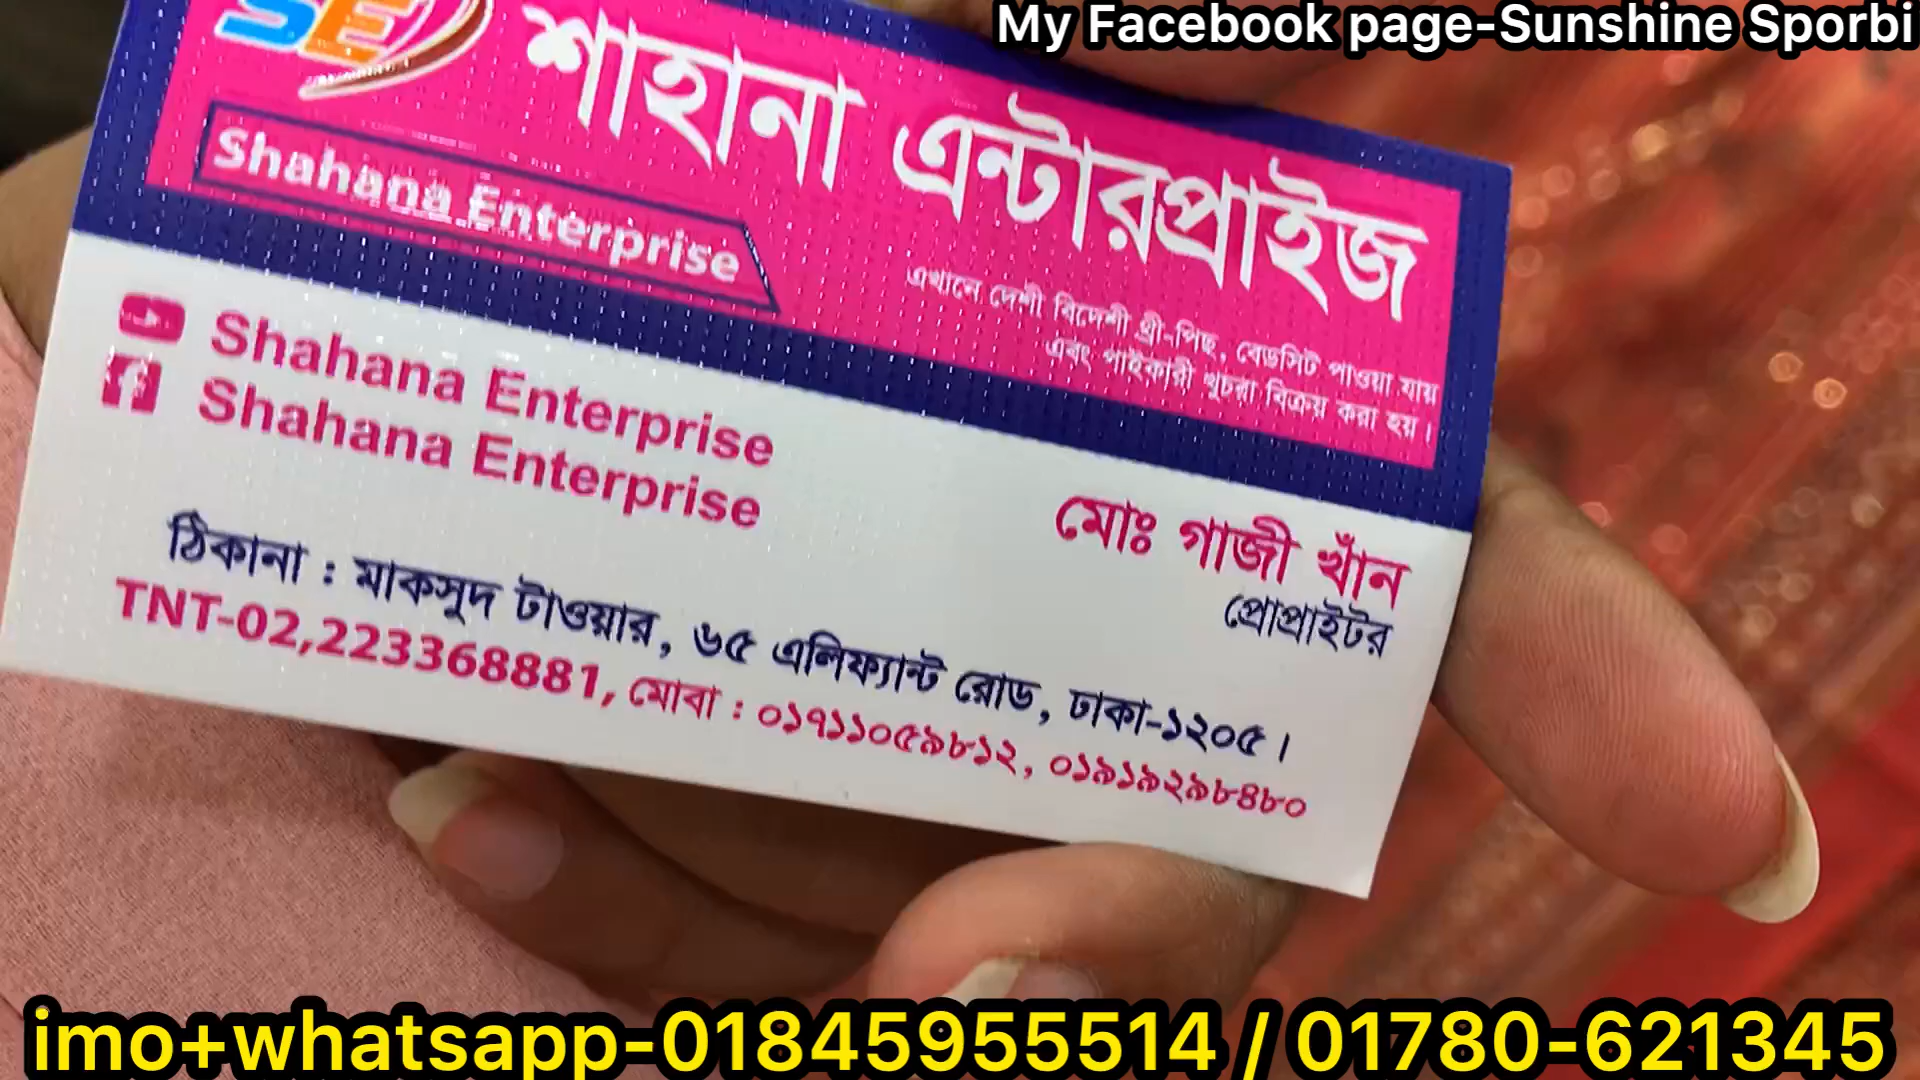 My Facebook page-Sunshine Sporbi
SE
শাহানা এন্টারপ্রাইজ
Shahana Enterprise
এখানে দেশী বিদেশী থ্রী-পিছ, বেডসিট পাওয়া যায়
এবং পাইকারী খুচরা বিক্রয় করা হয়।
Shahana Enterprise
Shahana Enterprise
মোঃ গাজী খাঁন
প্রোপ্রাইটর
ঠিকানা : মাকসুদ টাওয়ার, ৬৫ এলিফ্যান্ট রোড, ঢাকা-১২০৫।
TNT-02,223368881, মোবা : ০১৭১১০৫৯৮১২, ০১৯১৯২৯৮৪৮০
imo+whatsapp-01845955514 / 01780-621345